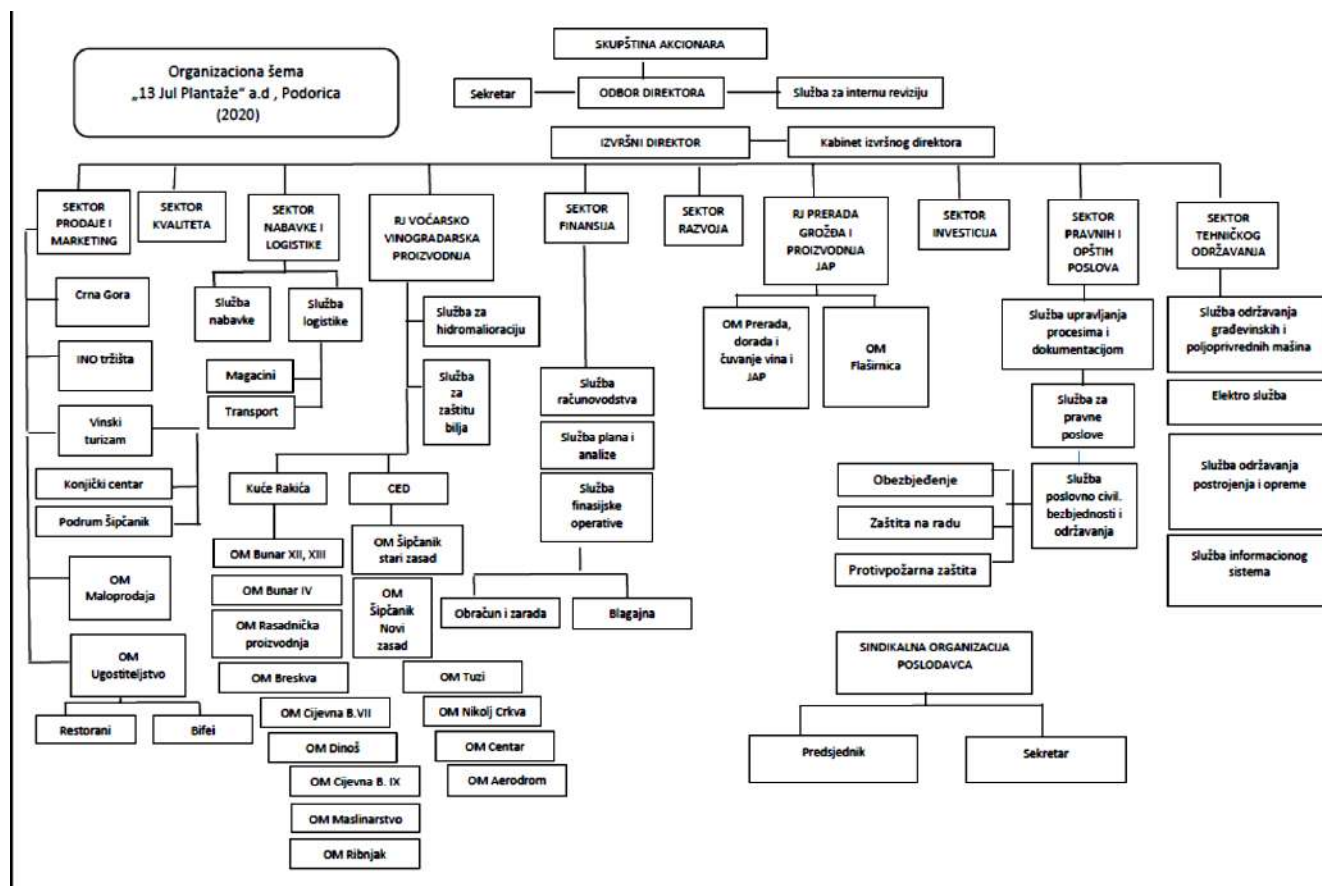 Organizaciona šema
„13 Jul Plantaže“ a.d , Podorica
(2020)
SKUPŠTINA AKCIONARA
Sekretar
ODBOR DIREKTORA
Služba za internu reviziju
IZVRŠNI DIREKTOR
Kabinet izvršnog direktora
SEKTOR
PRODAJE I
MARKETING
SEKTOR
KVALITETA
SEKTOR
NABAVKE I
LOGISTIKE
RJ VOĆARSKO
VINOGRADARSKA
PROIZVODNJA
SEKTOR
FINANSIJA
SEKTOR
RAZVOJA
RJ PRERADA
GROŽĐA I
PROIZVODNJA
JAP
SEKTOR
INVESTICIJA
SEKTOR
PRAVNIH I
OPŠTIH
POSLOVA
SEKTOR
TEHNIČKOG
ODRŽAVANJA
Crna Gora
INO tržišta
Vinski
turizam
Konjički centar
Podrum Šipčanik
OM
Maloprodaja
OM
Ugostiteljstvo
Restorani
Bifei
Služba
nabavke
Služba
logistike
Magacini
Transport
Služba za
hidromalioraciju
Služba
za
zaštitu
bilja
Kuće Rakića
CED
OM Bunar XII, XIII
OM Bunar IV
OM Rasadnička
proizvodnja
OM Breskva
OM Cijevna B.VII
OM Dinoš
OM Cijevna B. IX
OM Maslinarstvo
OM Ribnjak
OM Šipčanik
stari zasad
OM
Šipčanik
Novi
zasad
OM Tuzi
OM Nikolj Crkva
OM Centar
OM Aerodrom
Služba
računovodstva
Služba plana i
analize
Služba
finasijske
operative
Obračun i zarada
Blagajna
OM Prerada,
dorada i
čuvanje vina i
JAP
OM
Flaširnica
Služba upravljanja
procesima i
dokumentacijom
Služba za
pravne
poslove
Služba
poslovno civil.
bezbjednosti i
održavanja
Obezbjeđenje
Zaštita na radu
Protivpožarna zaštita
Služba održavanja
građevinskih i
poljoprivrednih mašina
Elektro služba
Služba održavanja
postrojenja i opreme
Služba informacionog
sistema
SINDIKALNA ORGANIZACIJA
POSLODAVCA
Predsjednik
Sekretar